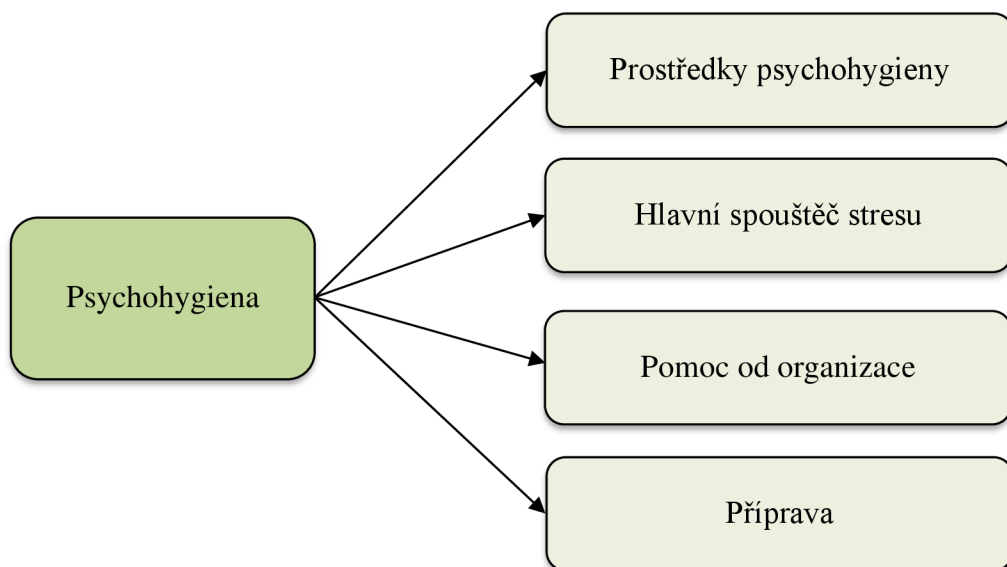 Prostředky psychohygieny
Hlavní spouštěč stresu
Psychohygiena
Pomoc od organizace
Příprava